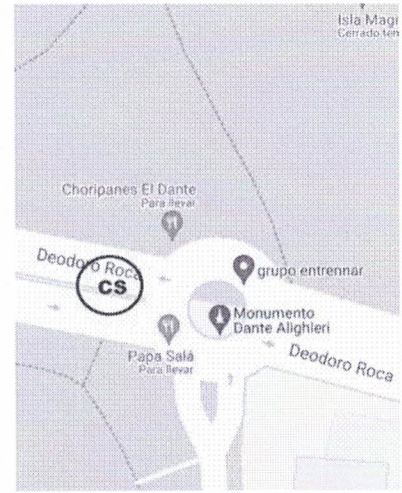 Isla Magi
Cerrado tem
Choripanes El Dante
Para llevar
Deodoro Roca
CS
grupo entrennar
Monumento
Dante Alighieri
Papa Salá
Para llevar
Deodoro Roca